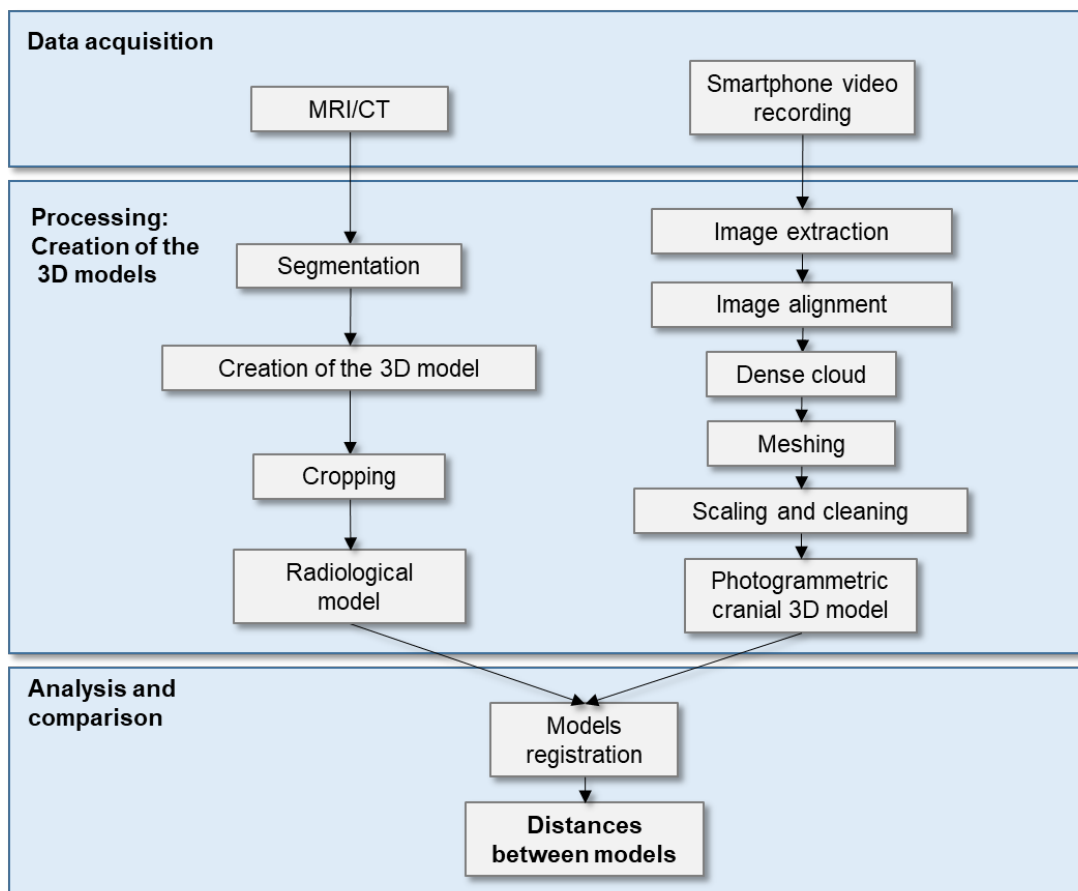 Data acquisition
MRI/CT
Smartphone video
recording
Processing:
Creation of the
3D models
Segmentation
Creation of the 3D model
Cropping
Radiological
model
Image extraction
Image alignment
Dense cloud
Meshing
Scaling and cleaning
Photogrammetric
cranial 3D model
Analysis and
comparison
Models
registration
Distances
between models